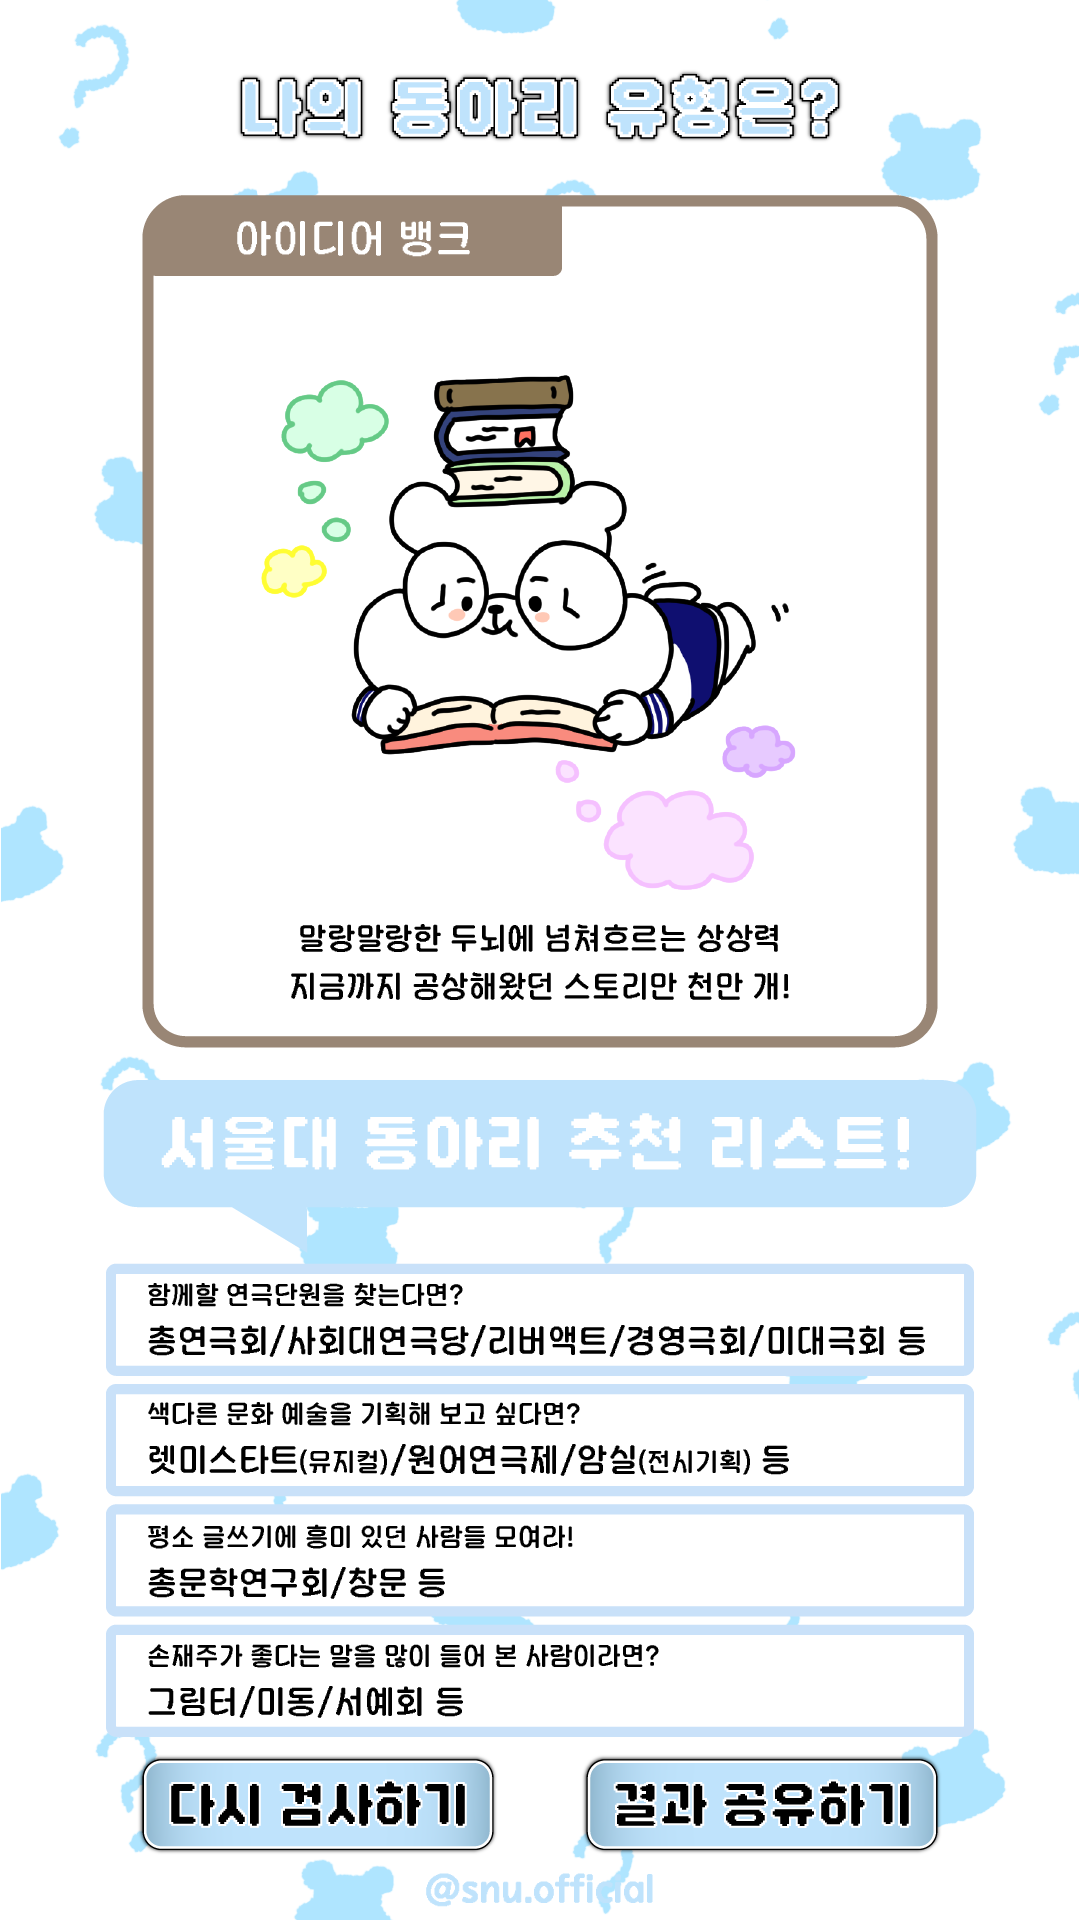 나의 동아리 유형은?
아이디어 뱅크
말랑말랑한 두뇌에 넘쳐흐르는 상상력
지금까지 공상해왔던 스토리만 천만 개!
서울대 동아리 추천 리스트!
함께할 연극단원을 찾는다면?
총연극회/사회대연극당/리버액트/경영극회/미대극회 등
색다른 문화 예술을 기획해 보고 싶다면?
렛미스타트(뮤지컬)/원어연극제/암실(전시기획) 등
평소 글쓰기에 흥미 있던 사람들 모여라!
총문학연구회/창문 등
손재주가 좋다는 말을 많이 들어 본 사람이라면?
그림터/미동/서예회 등
다시 검사하기
결과 공유하기
@snu.official